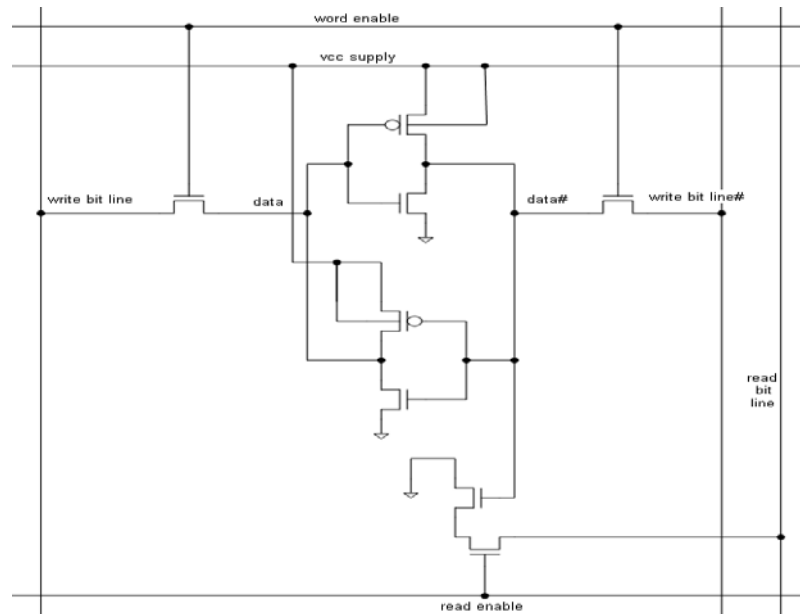 word enable
vcc supply
write bit line
data
data#
write bit line#
read
bit
line
read enable